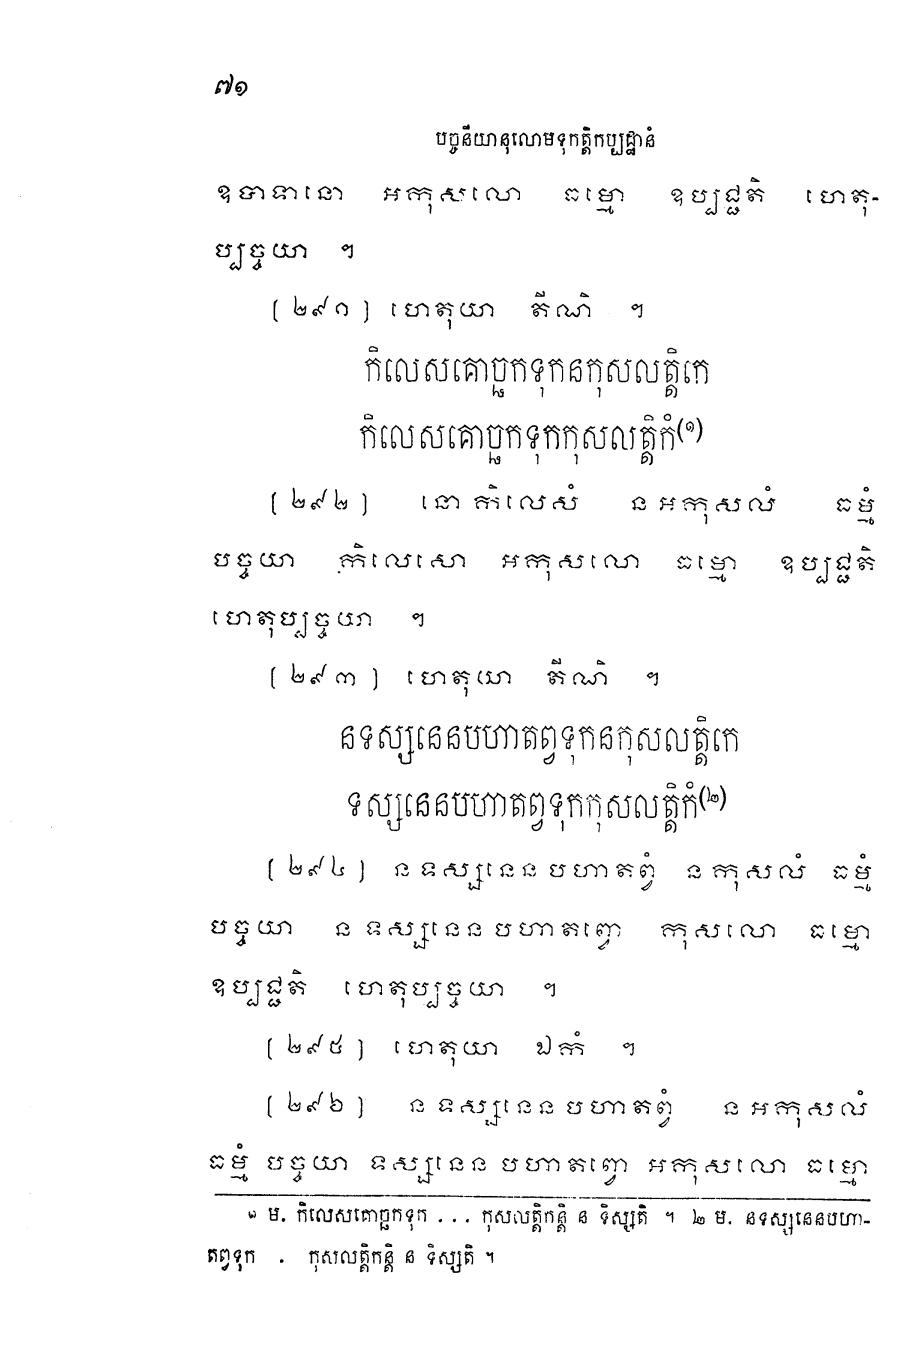 ៧១
បច្ចនីយានុលោមទុកត្តិកប្បដ្ឋានំ
ឧបាទានោ អកុសលោ ធម្មោ ឧប្បជ្ជតិ ហេតុ-
ប្បច្ចយា ។
[២៩១] ហេតុយា តីណិ ។
កិលេសគោច្ឆកទុកនកុសលត្តិកេ
កិលេសគោច្ឆកទុកកុសលត្តិកំ(១)
[២៩២] នោ កិលេសំ ន អកុសលំ ធម្មំ
បច្ចយា កិលេសោ អកុសលោ ធម្មោ ឧប្បជ្ជតិ
ហេតុប្បច្ចយា ។
[២៩៣] ហេតុយា តីណិ ។
នទស្សនេនបហាតព្វទុកនកុសលត្តិកេ
ទស្សនេនបហាតព្វទុកកុសលត្តិកំ(២)
[២៩៤] ន ទស្សនេន បហាតព្វំ ន កុសលំ ធម្មំ
បច្ចយា ន ទស្សនេន បហាតព្វោ កុសលោ ធម្មោ
ឧប្បជ្ជតិ ហេតុប្បច្ចយា ។
[២៩៥] ហេតុយា ឯកំ ។
[២៩៦] ន ទស្សនេន បហាតព្វំ ន អកុសលំ
ធម្មំ បច្ចយា ទស្សនេន បហាតព្វោ អកុសលោ ធម្មោ
១ ម. កិលេសគោច្ឆកទុក ... កុសលត្តិកន្តិ ន ទិស្សតិ ។ ២ ម. នទស្សនេនបហា-
តព្វទុក . កុសលត្តិកន្តិ ន ទិស្សតិ ។